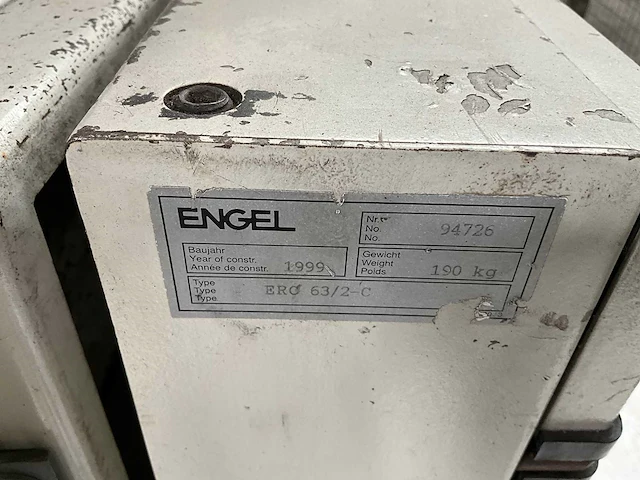 ENGEL
Nr.
No.
No.
94726
Baujahr
Year of constr.
Année de constr.
1999
Gewicht
Weight
Poids
190 kg
Type
Type
Type
ERC 63/2-C